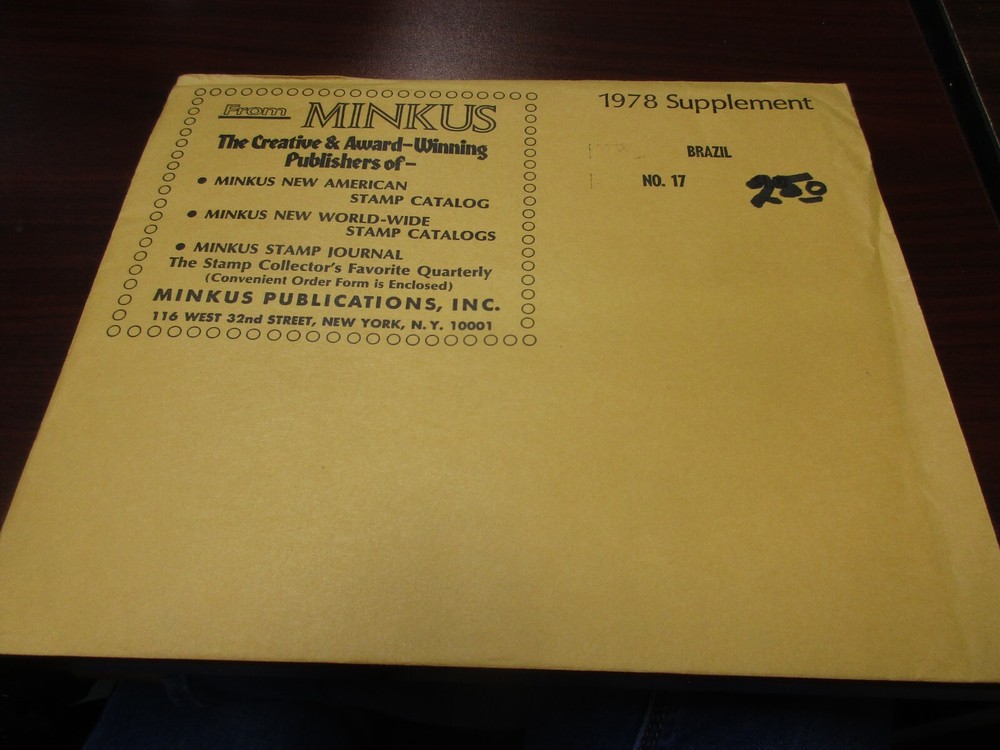 From MINKUS
The Creative & Award-Winning
Publishers of-
• MINKUS NEW AMERICAN
STAMP CATALOG
• MINKUS NEW WORLD-WIDE
STAMP CATALOGS
• MINKUS STAMP JOURNAL
The Stamp Collector's Favorite Quarterly
(Convenient Order Form is Enclosed)
MINKUS PUBLICATIONS, INC.
116 WEST 32nd STREET, NEW YORK, N.Y. 10001
1978 Supplement
BRAZIL
NO. 17
250